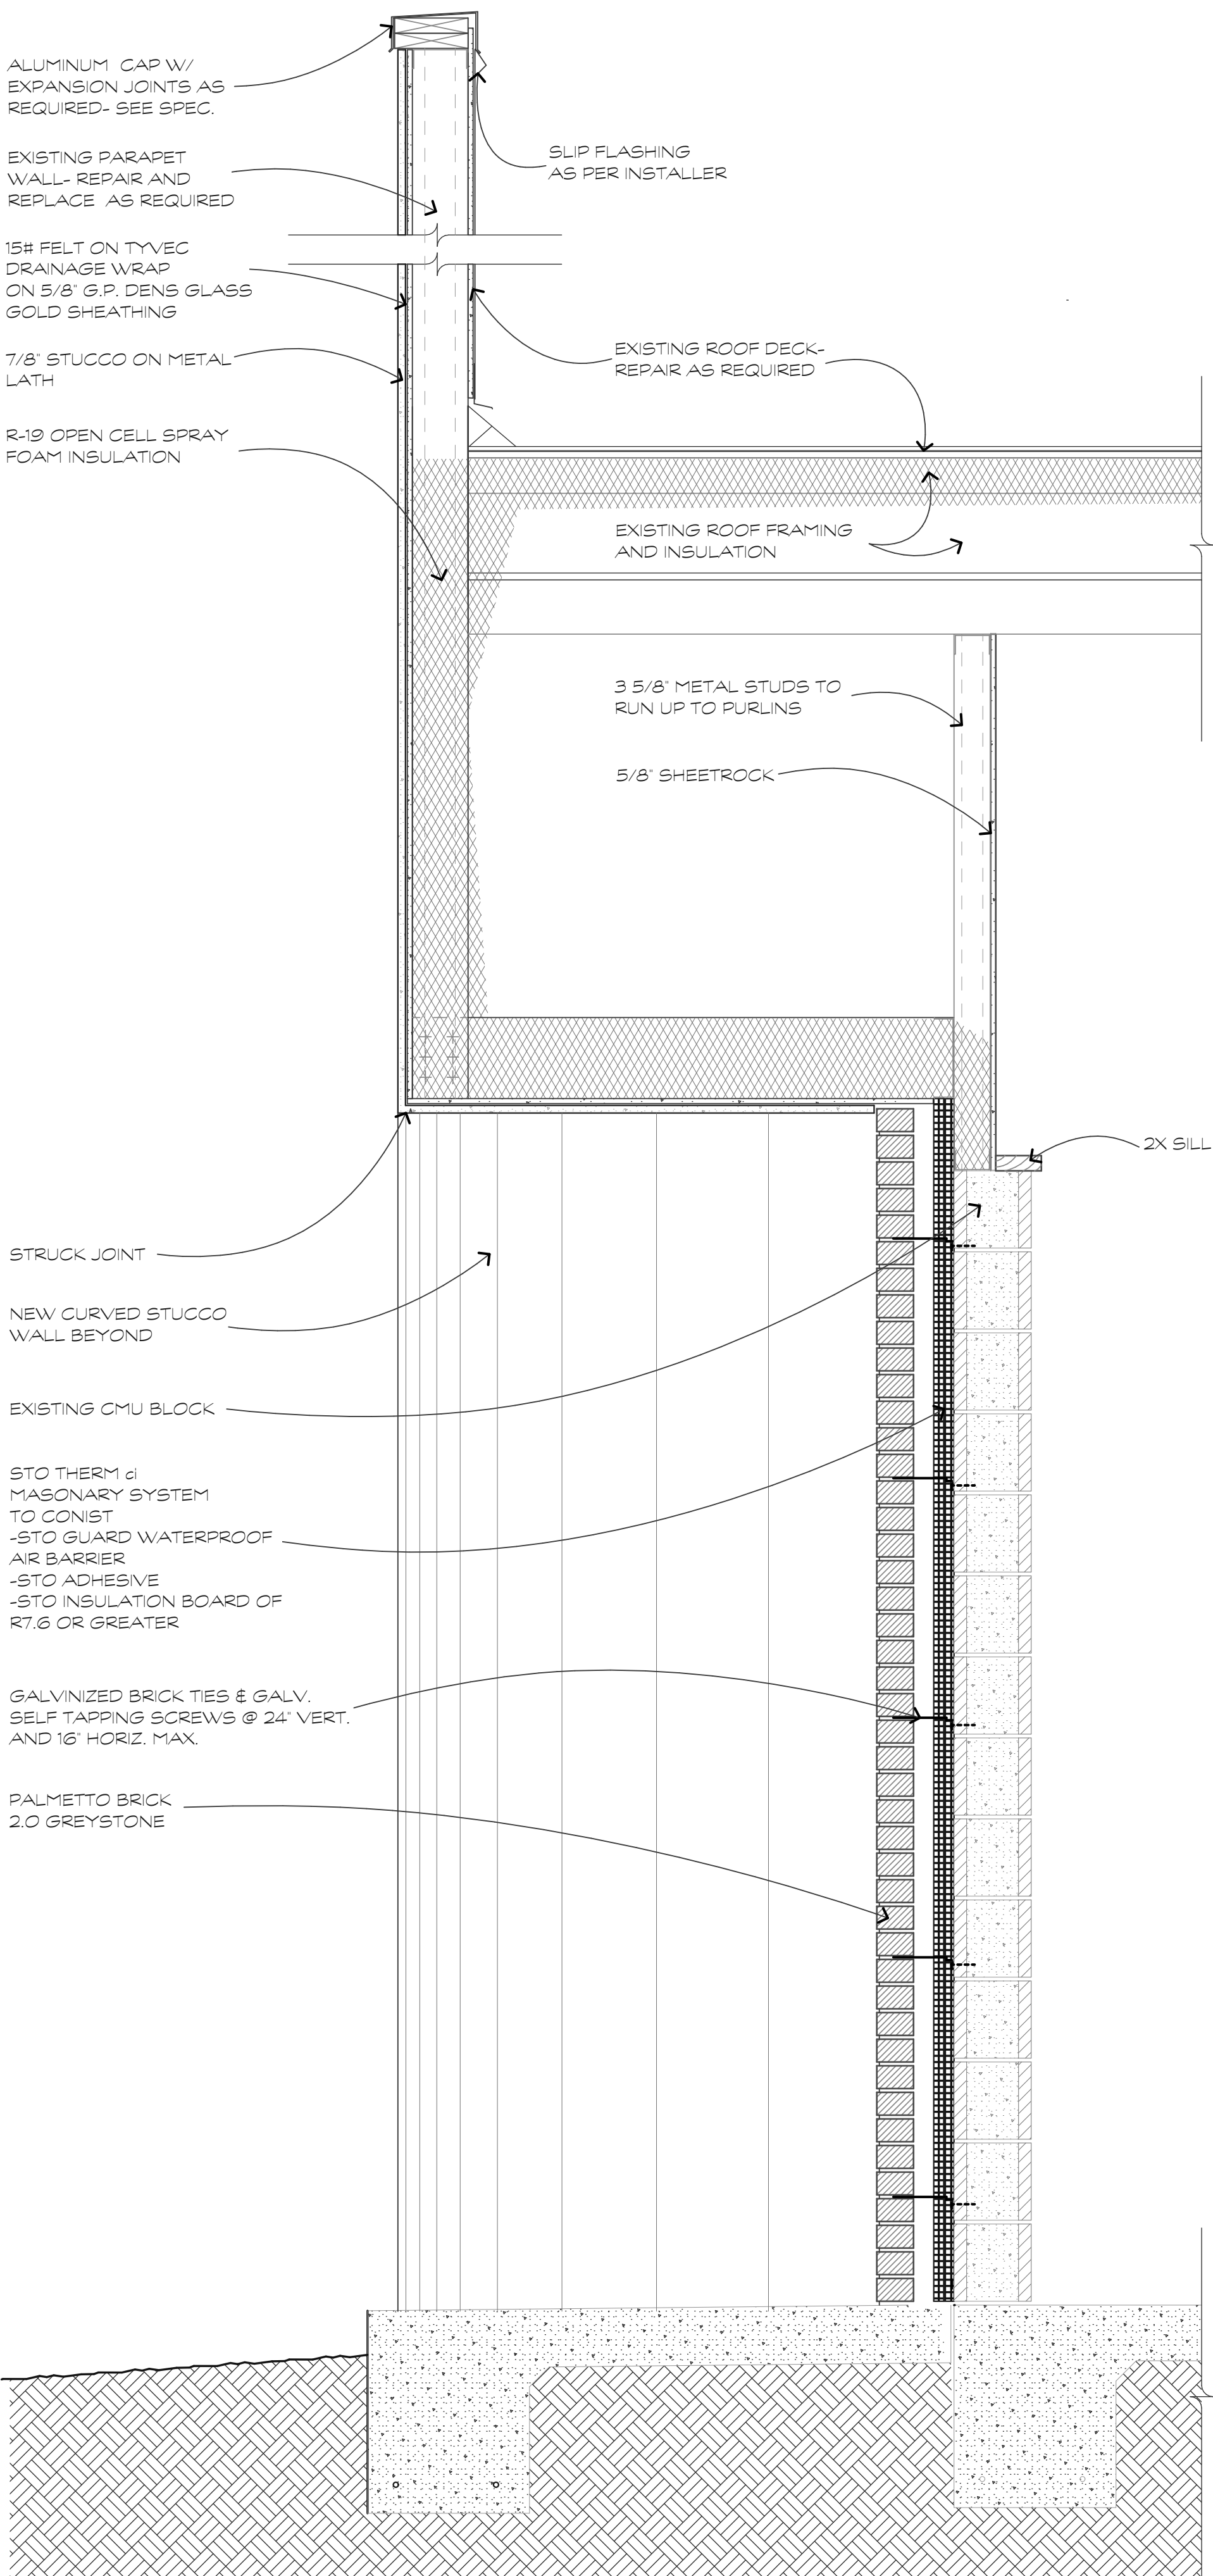 ALUMINUM CAP W/
EXPANSION JOINTS AS
REQUIRED- SEE SPEC.
SLIP FLASHING
AS PER INSTALLER
EXISTING PARAPET
WALL- REPAIR AND
REPLACE AS REQUIRED
15# FELT ON TYVEC
DRAINAGE WRAP
ON 5/8" G.P. DENS GLASS
GOLD SHEATHING
EXISTING ROOF DECK-
REPAIR AS REQUIRED
7/8" STUCCO ON METAL
LATH
R-19 OPEN CELL SPRAY
FOAM INSULATION
EXISTING ROOF FRAMING
AND INSULATION
3 5/8" METAL STUDS TO
RUN UP TO PURLINS
5/8" SHEETROCK
2X SILL
STRUCK JOINT
NEW CURVED STUCCO
WALL BEYOND
EXISTING CMU BLOCK
STO THERM ci
MASONARY SYSTEM
TO CONIST
-STO GUARD WATERPROOF
AIR BARRIER
-STO ADHESIVE
-STO INSULATION BOARD OF
R7.6 OR GREATER
GALVINIZED BRICK TIES & GALV.
SELF TAPPING SCREWS @ 24" VERT.
AND 16" HORIZ. MAX.
PALMETTO BRICK
2.0 GREYSTONE